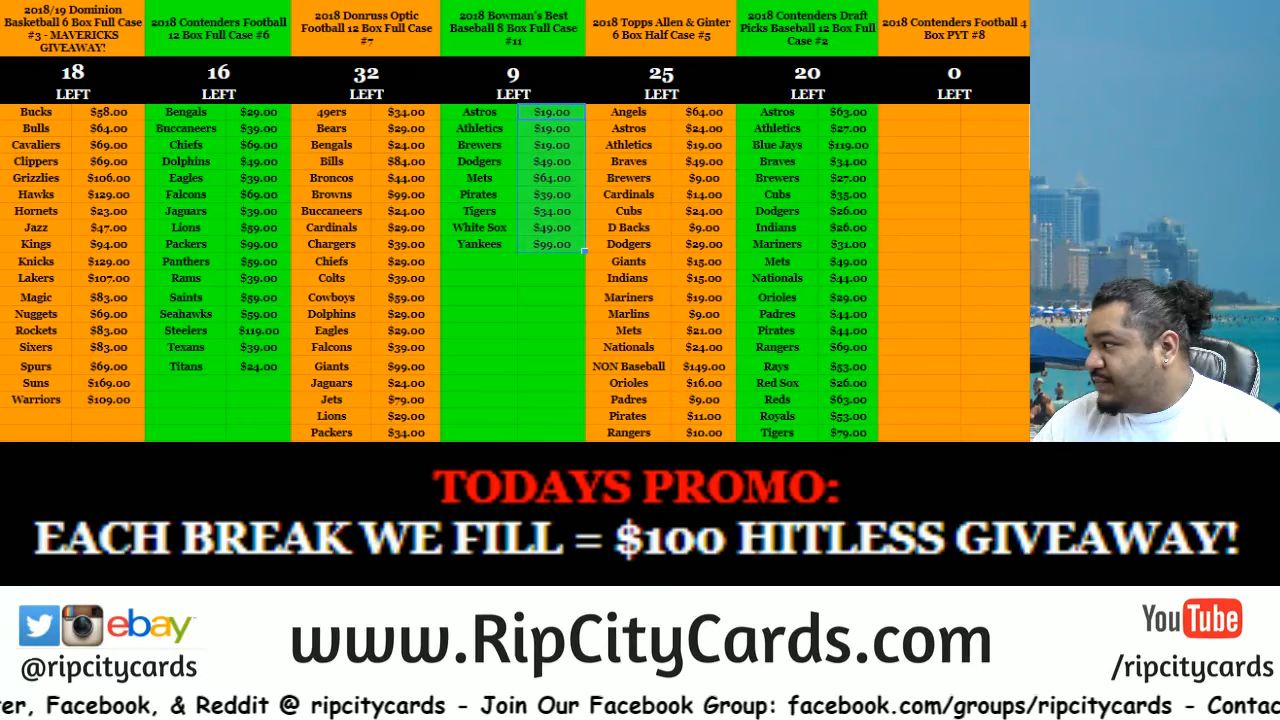 2018/19 Dominion
Basketball 6 Box Full Case
#3 - MAVERICKS
GIVEAWAY!
18
LEFT
Bucks $58.00
Bulls $64.00
Cavaliers $69.00
Clippers $69.00
Grizzlies $106.00
Hawks $129.00
Hornets $23.00
Jazz $47.00
Kings $94.00
Knicks $129.00
Lakers $107.00
Magic $83.00
Nuggets $69.00
Rockets $83.00
Sixers $83.00
Spurs $69.00
Suns $169.00
Warriors $109.00
2018 Contenders Football
12 Box Full Case #6
16
LEFT
Bengals $29.00
Buccaneers $39.00
Chiefs $69.00
Dolphins $49.00
Eagles $39.00
Falcons $69.00
Jaguars $39.00
Lions $59.00
Packers $99.00
Panthers $59.00
Rams $39.00
Saints $59.00
Seahawks $59.00
Steelers $119.00
Texans $39.00
Titans $24.00
2018 Donruss Optic
Football 12 Box Full Case
#7
32
LEFT
49ers $34.00
Bears $29.00
Bengals $24.00
Bills $84.00
Broncos $44.00
Browns $99.00
Buccaneers $24.00
Cardinals $29.00
Chargers $39.00
Chiefs $29.00
Colts $39.00
Cowboys $59.00
Dolphins $29.00
Eagles $29.00
Falcons $39.00
Giants $99.00
Jaguars $24.00
Jets $79.00
Lions $29.00
Packers $34.00
2018 Bowman's Best
Baseball 8 Box Full Case
#11
9
LEFT
Astros $19.00
Athletics $19.00
Brewers $19.00
Dodgers $49.00
Mets $64.00
Pirates $39.00
Tigers $34.00
White Sox $49.00
Yankees $99.00
2018 Topps Allen & Ginter
6 Box Half Case #5
25
LEFT
Angels $64.00
Astros $24.00
Athletics $19.00
Braves $49.00
Brewers $9.00
Cardinals $14.00
Cubs $24.00
D Backs $9.00
Dodgers $29.00
Giants $15.00
Indians $15.00
Mariners $19.00
Marlins $9.00
Mets $21.00
Nationals $24.00
NON Baseball $149.00
Orioles $16.00
Padres $9.00
Pirates $11.00
Rangers $10.00
2018 Contenders Draft
Picks Baseball 12 Box Full
Case #2
20
LEFT
Astros $63.00
Athletics $27.00
Blue Jays $119.00
Braves $34.00
Brewers $27.00
Cubs $35.00
Dodgers $26.00
Indians $26.00
Mariners $31.00
Mets $49.00
Nationals $44.00
Orioles $29.00
Padres $44.00
Pirates $44.00
Rangers $69.00
Rays $53.00
Red Sox $26.00
Reds $63.00
Royals $53.00
Tigers $79.00
2018 Contenders Football 4
Box PYT #8
0
LEFT
TODAYS PROMO:
EACH BREAK WE FILL = $100 HITLESS GIVEAWAY!
ebay
@ripcitycards
www.RipCityCards.com
YouTube
/ripcitycards
ter, Facebook, & Reddit @ ripcitycards - Join Our Facebook Group: facebook.com/groups/ripcitycards - Contac